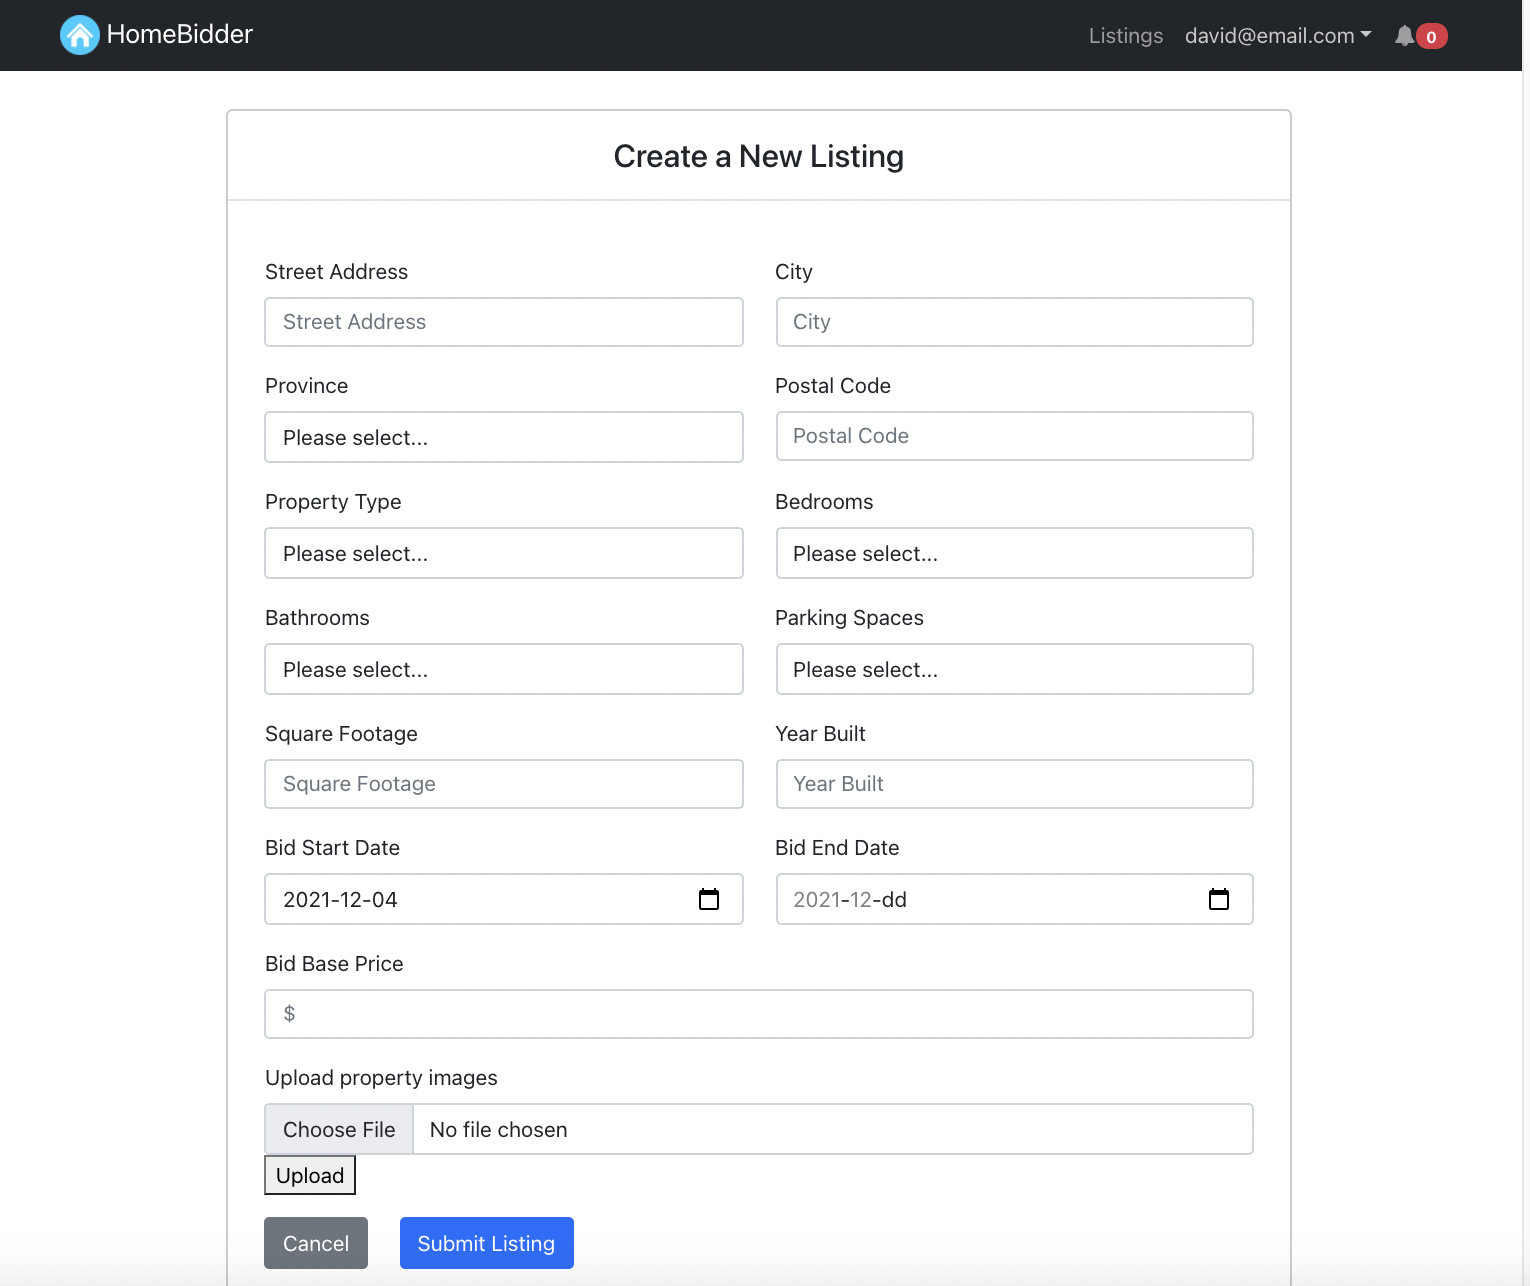 HomeBidder Listings david@email.com 0
Create a New Listing
Street Address City
Street Address City
Province Postal Code
Please select... Postal Code
Property Type Bedrooms
Please select... Please select...
Bathrooms Parking Spaces
Please select... Please select...
Square Footage Year Built
Square Footage Year Built
Bid Start Date Bid End Date
2021-12-04 2021-12-dd
Bid Base Price
$
Upload property images
Choose File No file chosen
Upload
Cancel Submit Listing